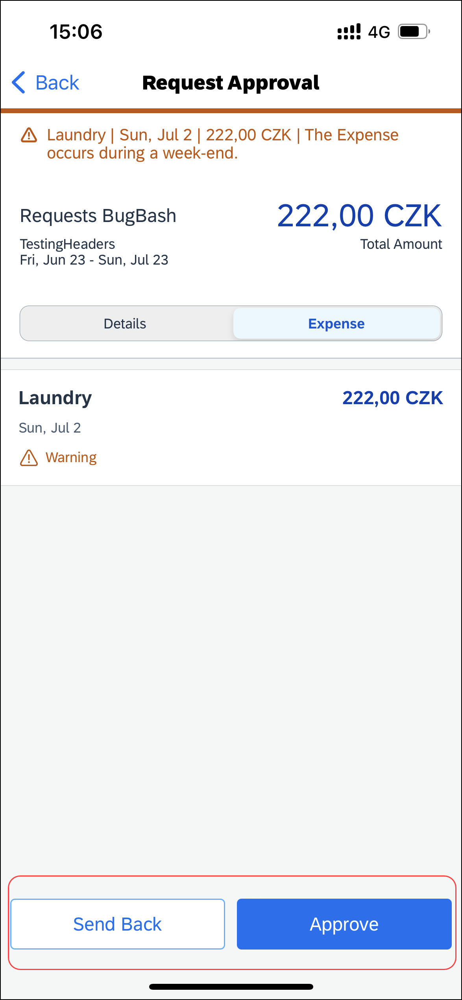 15:06
4G
Back
Request Approval
Laundry | Sun, Jul 2 | 222,00 CZK | The Expense
occurs during a week-end.
Requests BugBash
222,00 CZK
TestingHeaders
Total Amount
Fri, Jun 23 - Sun, Jul 23
Details
Expense
Laundry
222,00 CZK
Sun, Jul 2
Warning
Send Back
Approve